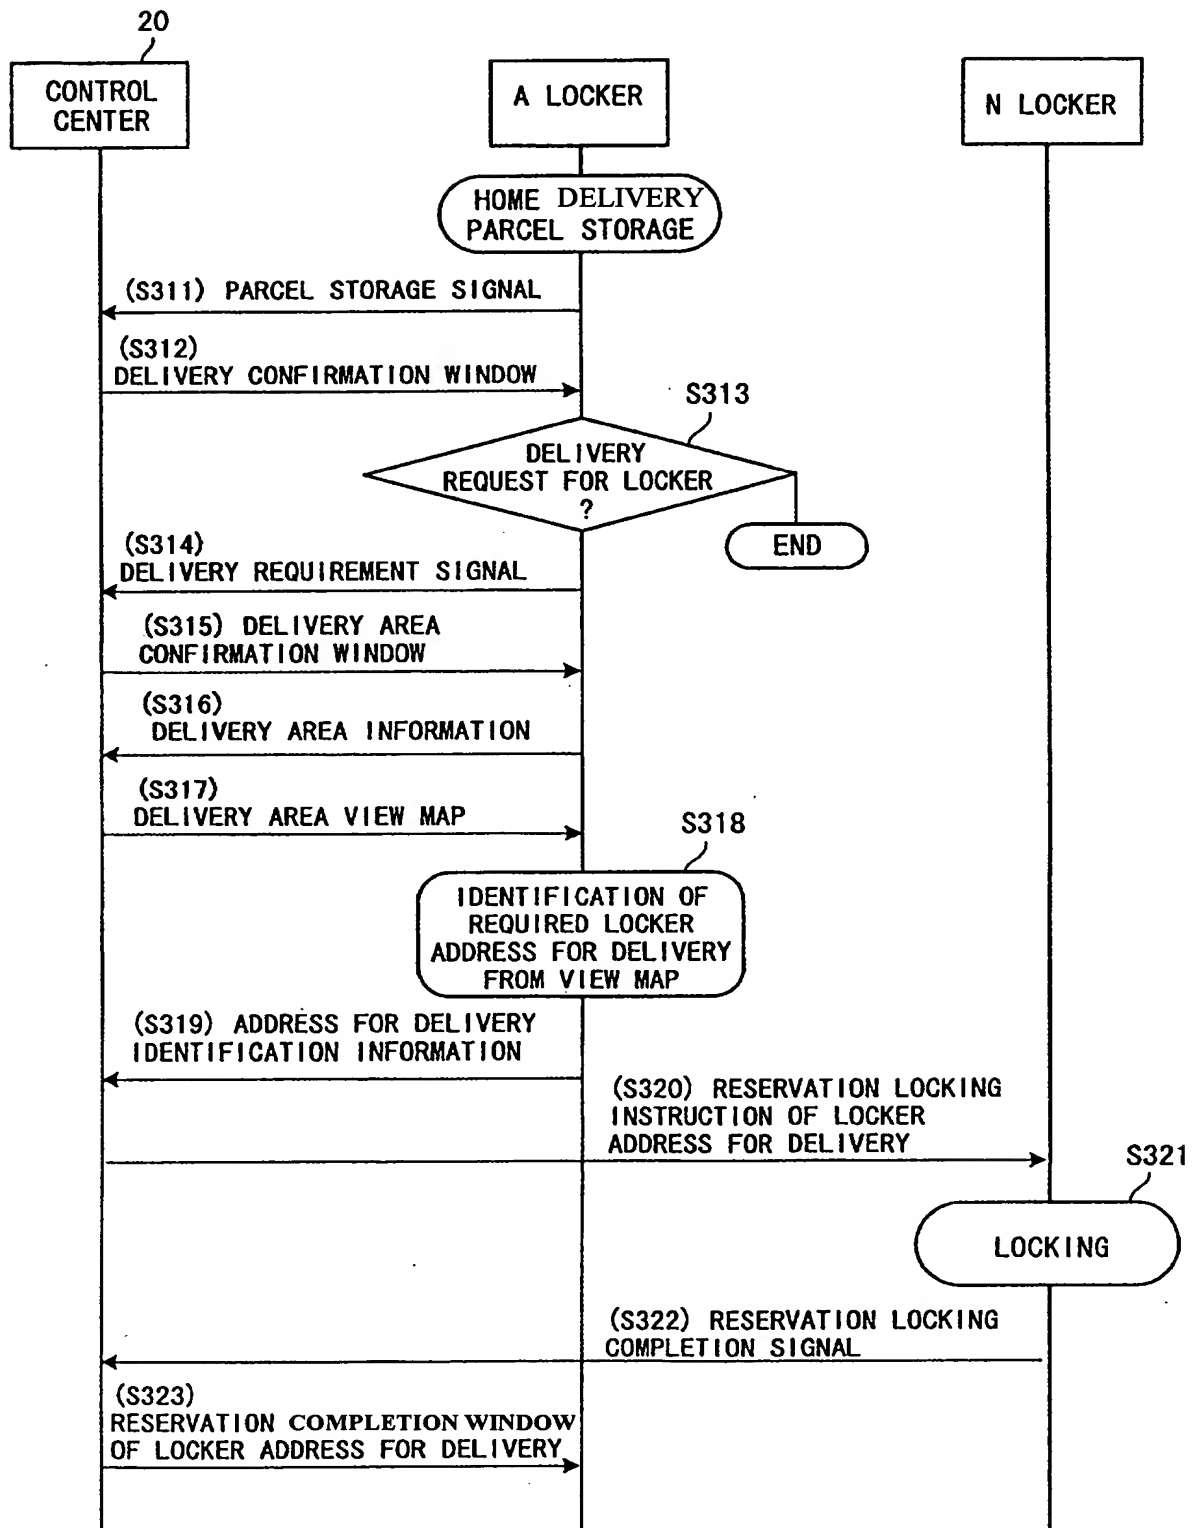 20
CONTROL
CENTER
A LOCKER
N LOCKER
HOME DELIVERY
PARCEL STORAGE
(S311) PARCEL STORAGE SIGNAL
(S312)
DELIVERY CONFIRMATION WINDOW
S313
DELIVERY
REQUEST FOR LOCKER
?
END
(S314)
DELIVERY REQUIREMENT SIGNAL
(S315) DELIVERY AREA
CONFIRMATION WINDOW
(S316)
DELIVERY AREA INFORMATION
(S317)
DELIVERY AREA VIEW MAP
S318
IDENTIFICATION OF
REQUIRED LOCKER
ADDRESS FOR DELIVERY
FROM VIEW MAP
(S319) ADDRESS FOR DELIVERY
IDENTIFICATION INFORMATION
(S320) RESERVATION LOCKING
INSTRUCTION OF LOCKER
ADDRESS FOR DELIVERY
S321
LOCKING
(S322) RESERVATION LOCKING
COMPLETION SIGNAL
(S323)
RESERVATION COMPLETION WINDOW
OF LOCKER ADDRESS FOR DELIVERY